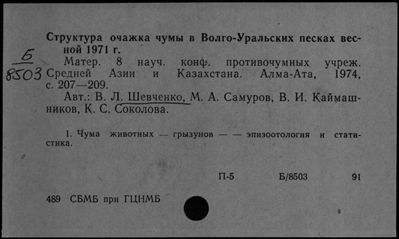 Структура очажка чумы в Волго-Уральских песках вес-
ной 1971 г.
Б
8503
Матер. 8 науч. конф. противочумных учреж.
Средней Азии и Казахстана. Алма-Ата, 1974,
с. 207—209.
Авт.: В. Л. Шевченко, М. А. Самуров, В. И. Каймаш-
ников, К. С. Соколова.
1. Чума животных — грызунов — — эпизоотология и стати-
стика.
П-5 Б/8503 91
489 СБМБ при ГЦНМБ